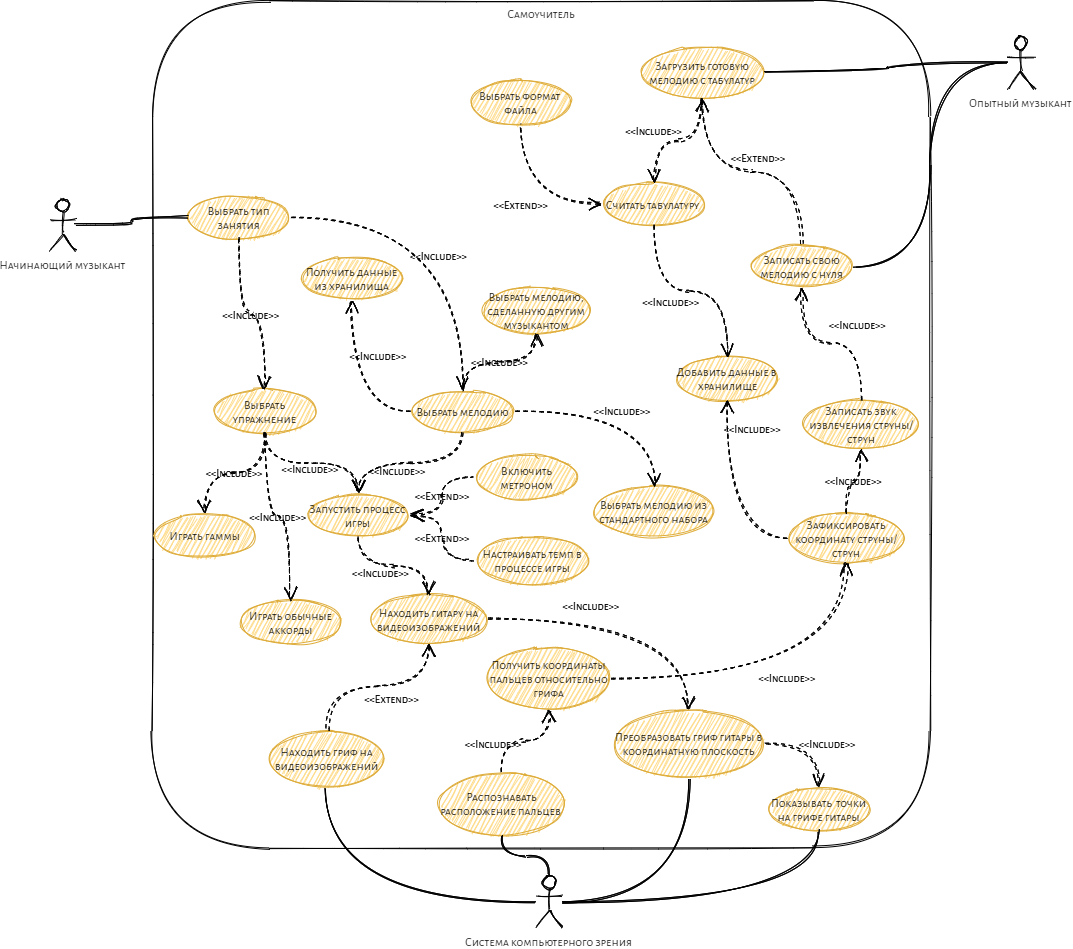 Самоучитель
Загрузить готовую
мелодию с табулатур
Опытный музыкант
Выбрать формат
файла
<<Include>>
<<Extend>>
<<Extend>>
Считать табулатуру
Выбрать тип
занятия
Начинающий музыкант
<<Include>>
Получить данные
из хранилища
Записать свою
мелодию с нуля
Выбрать мелодию,
сделанную другим
музыкантом
<<Include>>
<<Include>>
<<Include>>
<<Include>>
<<Include>>
Добавить данные в
хранилище
Выбрать
упражнение
Выбрать мелодию
<<Include>>
Записать звук
извлечения струны/
струн
<<Include>>
<<Include>>
<<Include>>
<<Include>>
Включить
метроном
<<Include>>
<<Extend>>
Запустить процесс
игры
<<Include>>
Выбрать мелодию из
стандартного набора
Зафиксировать
координату струны/
струн
Играть гаммы
<<Extend>>
Настраивать темп в
процессе игры
<<Include>>
Играть обычные
аккорды
Находить гитару на
видеоизображений
<<Include>>
Получить координаты
пальцев относительно
грифа
<<Include>>
<<Extend>>
Находить гриф на
видеоизображений
<<Include>>
Преобразовать гриф гитары в
координатную плоскость
<<Include>>
Распознавать
расположение пальцев
Показывать точки
на грифе гитары
Система компьютерного зрения